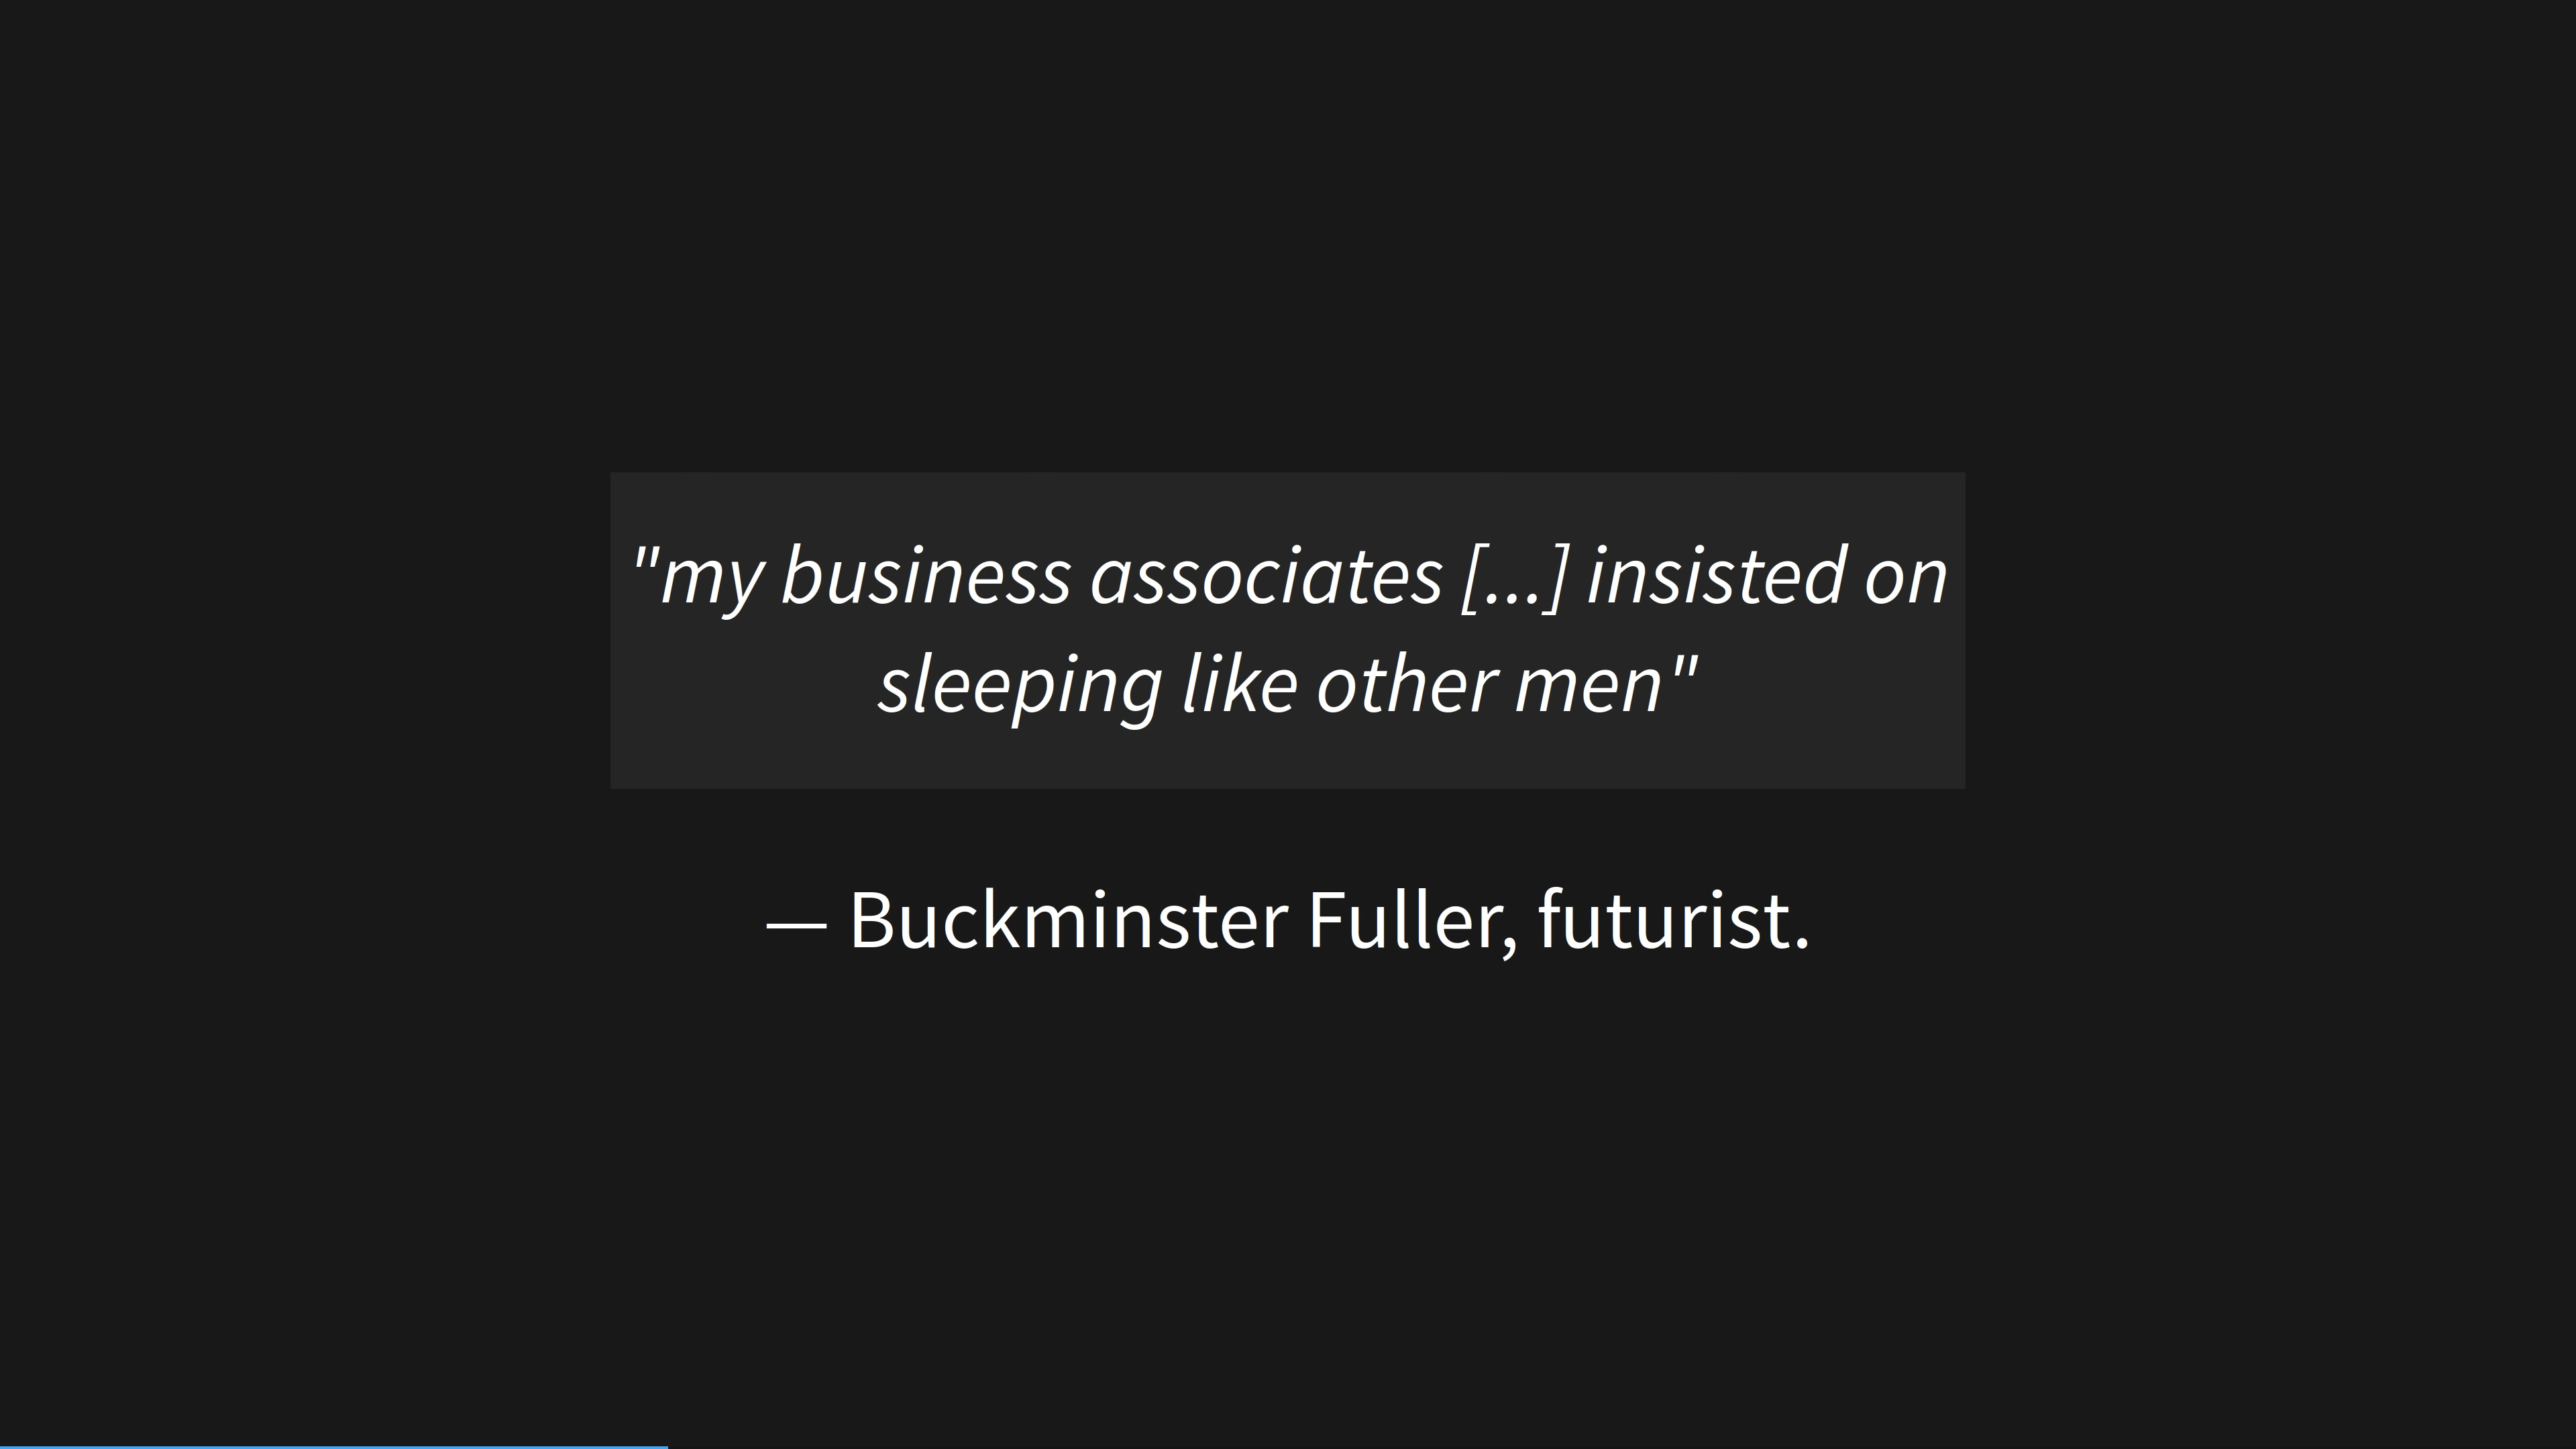 "my business associates [...] insisted on
sleeping like other men"
— Buckminster Fuller, futurist.